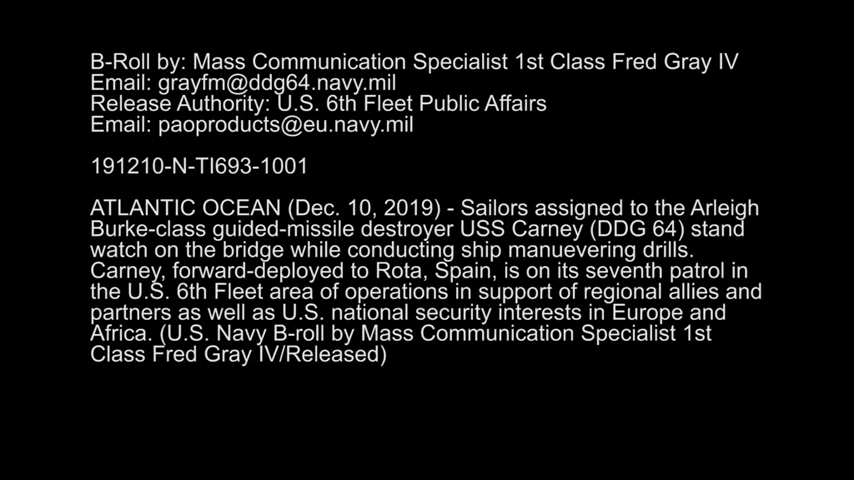 B-Roll by: Mass Communication Specialist 1st Class Fred Gray IV
Email: grayfm@ddg64.navy.mil
Release Authority: U.S. 6th Fleet Public Affairs
Email: paoproducts@eu.navy.mil
191210-N-TI693-1001
ATLANTIC OCEAN (Dec. 10, 2019) - Sailors assigned to the Arleigh
Burke-class guided-missile destroyer USS Carney (DDG 64) stand
watch on the bridge while conducting ship manuevering drills.
Carney, forward-deployed to Rota, Spain, is on its seventh patrol in
the U.S. 6th Fleet area of operations in support of regional allies and
partners as well as U.S. national security interests in Europe and
Africa. (U.S. Navy B-roll by Mass Communication Specialist 1st
Class Fred Gray IV/Released)